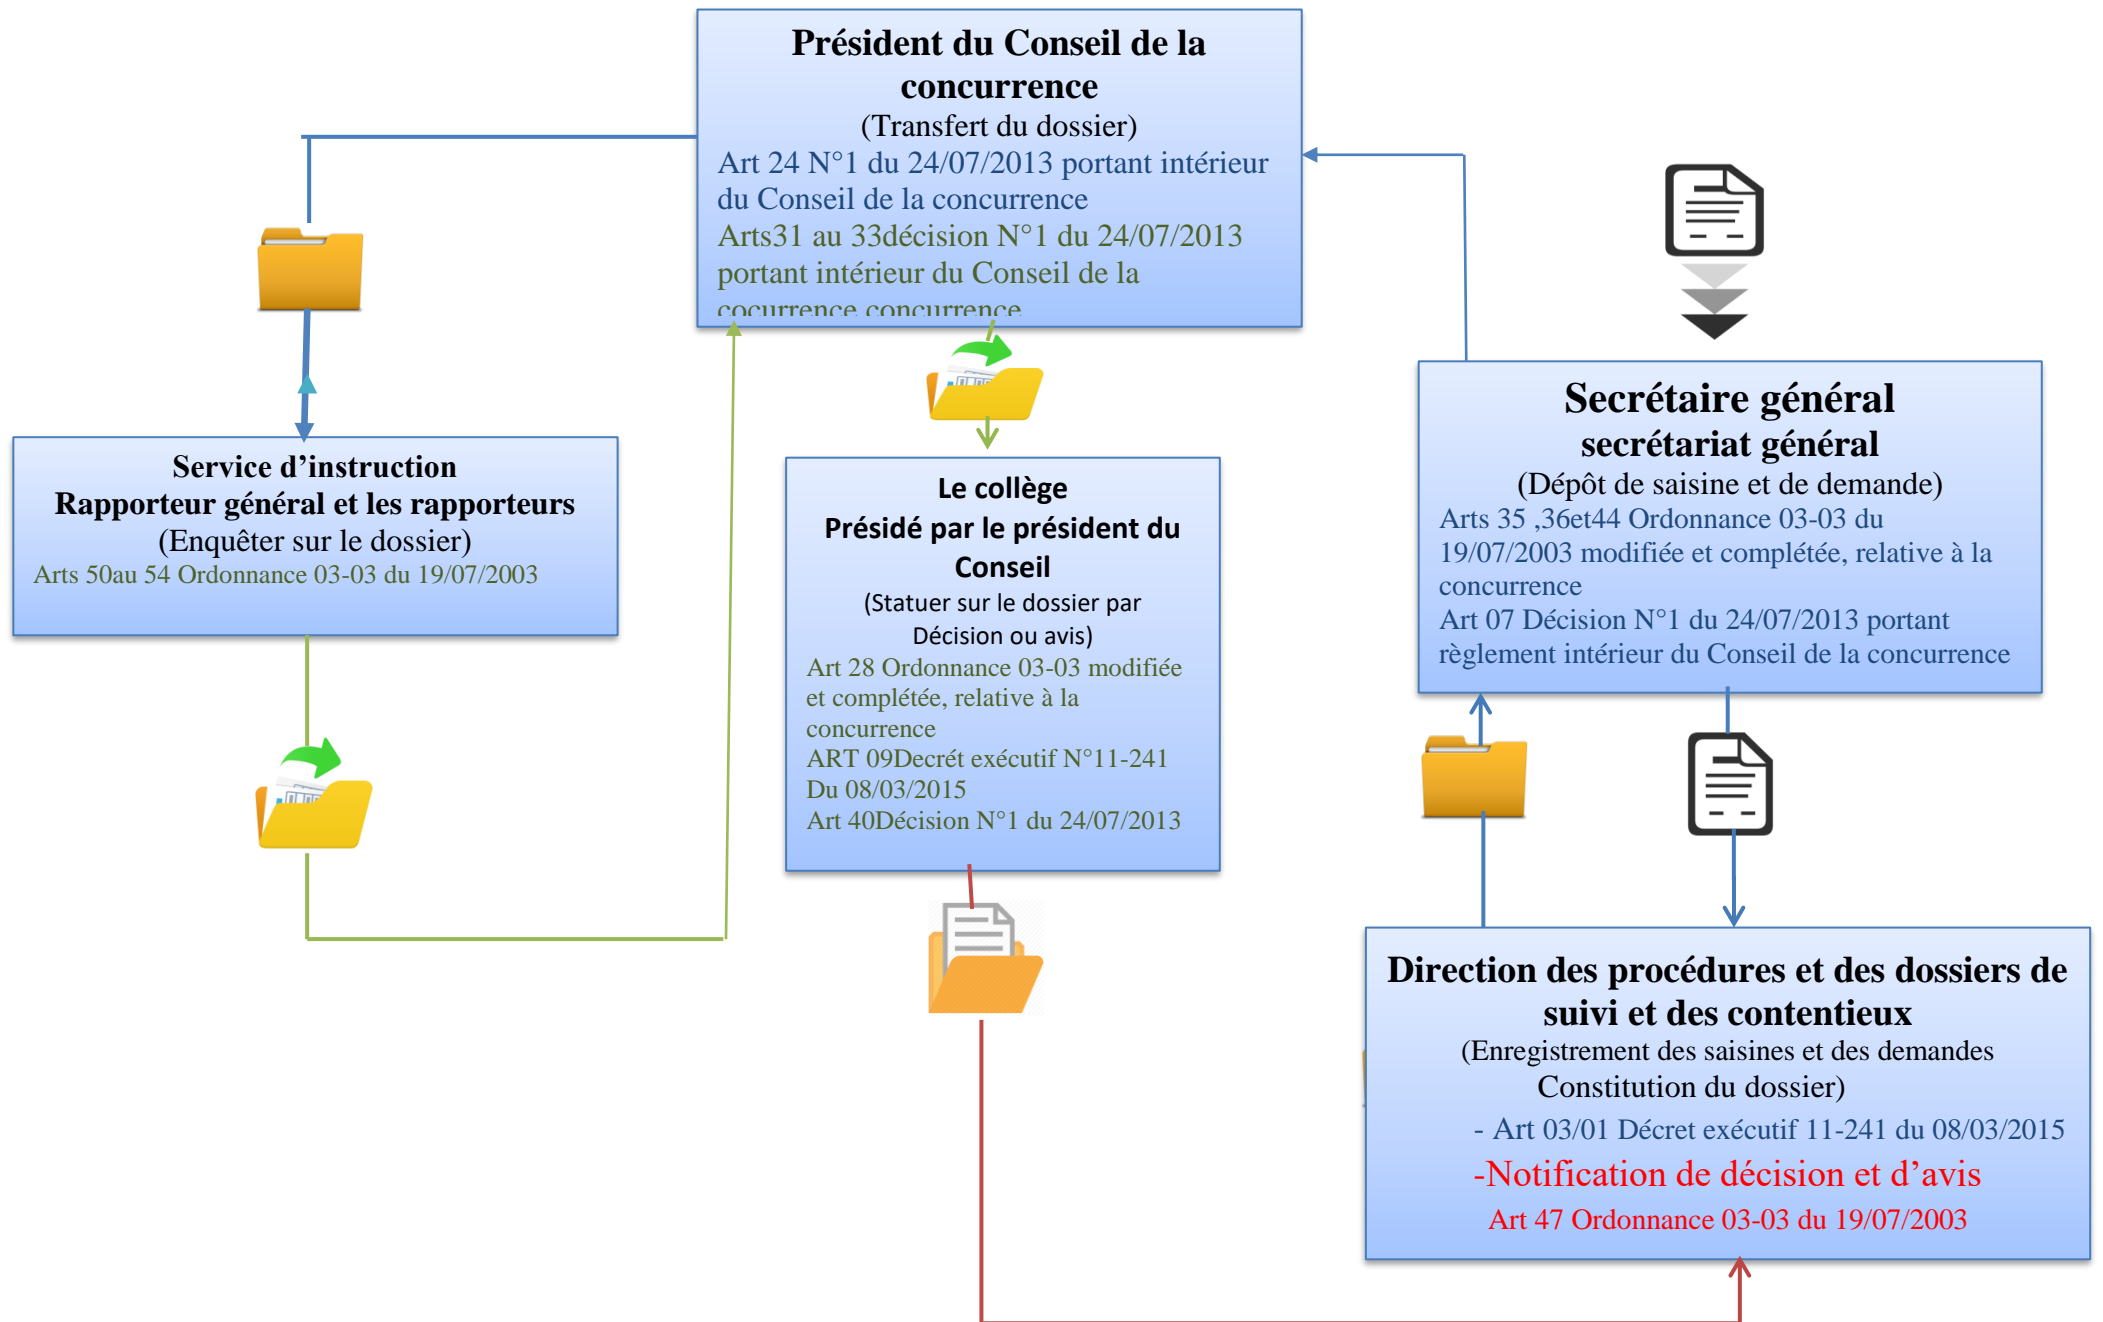 Président du Conseil de la
concurrence
(Transfert du dossier)
Art 24 N°1 du 24/07/2013 portant intérieur
du Conseil de la concurrence
Arts31 au 33décision N°1 du 24/07/2013
portant intérieur du Conseil de la
cocurrence concurrence
Service d’instruction
Rapporteur général et les rapporteurs
(Enquêter sur le dossier)
Arts 50au 54 Ordonnance 03-03 du 19/07/2003
Le collège
Présidé par le président du
Conseil
(Statuer sur le dossier par
Décision ou avis)
Art 28 Ordonnance 03-03 modifiée
et complétée, relative à la
concurrence
ART 09Decrét exécutif N°11-241
Du 08/03/2015
Art 40Décision N°1 du 24/07/2013
Secrétaire général
secrétariat général
(Dépôt de saisine et de demande)
Arts 35 ,36et44 Ordonnance 03-03 du
19/07/2003 modifiée et complétée, relative à la
concurrence
Art 07 Décision N°1 du 24/07/2013 portant
règlement intérieur du Conseil de la concurrence
Direction des procédures et des dossiers de
suivi et des contentieux
(Enregistrement des saisines et des demandes
Constitution du dossier)
- Art 03/01 Décret exécutif 11-241 du 08/03/2015
-Notification de décision et d’avis
Art 47 Ordonnance 03-03 du 19/07/2003